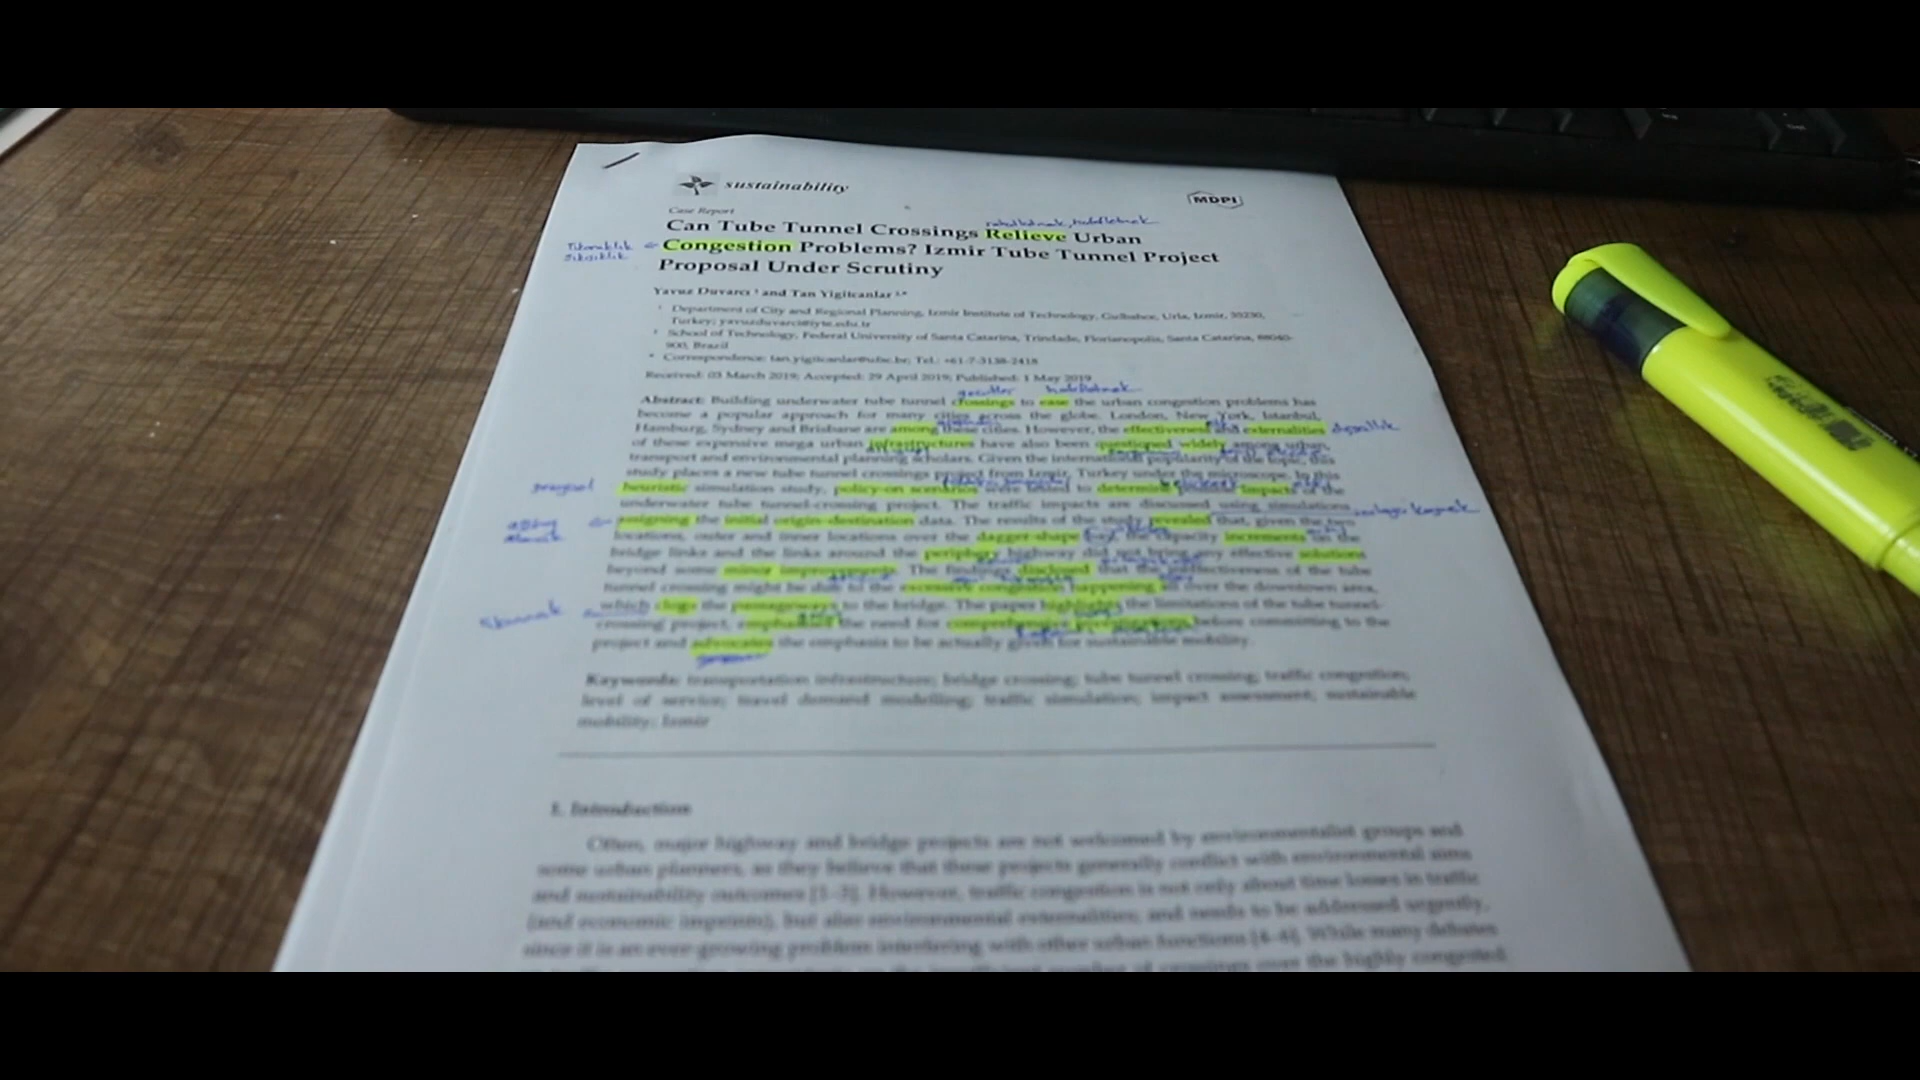 sustainability
MDPI
Case Report
rahatlatmak, hafifletmek
Can Tube Tunnel Crossings Relieve Urban
Tıkanıklık
Congestion Problems? Izmir Tube Tunnel Project
Sıkışıklık
Proposal Under Scrutiny
Yavuz Duvarci 1 and Tan Yigitcanlar 2,*
1 Department of City and Regional Planning, Izmir Institute of Technology, Gulbahce, Urla, Izmir, 35230,
Turkey; yavuzduvarci@iyte.edu.tr
2 School of Technology, Federal University of Santa Catarina, Trindade, Florianopolis, Santa Catarina, 88040-
900, Brazil
* Correspondence: tan.yigitcanlar@ufsc.br; Tel.: +61-7-3138-2418
Received: 03 March 2019; Accepted: 29 April 2019; Published: 1 May 2019
geçitler hafifletmek
Abstract: Building underwater tube tunnel crossings to ease the urban congestion problems has
become a popular approach for many cities across the globe. London, New York, Istanbul,
Hamburg, Sydney and Brisbane are among these cities. However, the effectiveness and externalities dışsallık
of these expensive mega urban infrastructures have also been questioned widely among urban,
transport and environmental planning scholars. Given the international popularity of the topic, this
study places a new tube tunnel crossings project from Izmir, Turkey under the microscope. In this
heuristic simulation study, policy-on scenarios were tested to determine possible impacts of the
underwater tube tunnel-crossing project. The traffic impacts are discussed using simulations
assigning the initial origin-destination data. The results of the study revealed that, given the two
locations, outer and inner locations over the dagger-shape bay, the capacity increments on the
bridge links and the links around the periphery highway did not bring any effective solutions
beyond some minor improvements. The findings disclosed that the ineffectiveness of the tube
tunnel crossing might be due to the excessive congestion happening all over the downtown area,
which clogs the passageways to the bridge. The paper highlights the limitations of the tube tunnel-
crossing project, emphasises the need for comprehensive before committing to the
project and advocates the emphasis to be actually given for sustainable mobility.
Keywords: transportation infrastructure; bridge crossing; tube tunnel crossing; traffic congestion;
level of service; travel demand modelling; traffic simulation; impact assessment; sustainable
mobility; Izmir
1. Introduction
Often, major highway and bridge projects are not welcomed by environmentalist groups and
some urban planners, as they believe that these projects generally conflict with environmental aims
and sustainability outcomes [1–3]. However, traffic congestion is not only about time losses in traffic
(and economic impetus), but also environmental externalities, and needs to be addressed urgently,
since it is an ever-growing problem interfering with other urban functions [4–6]. While many debates